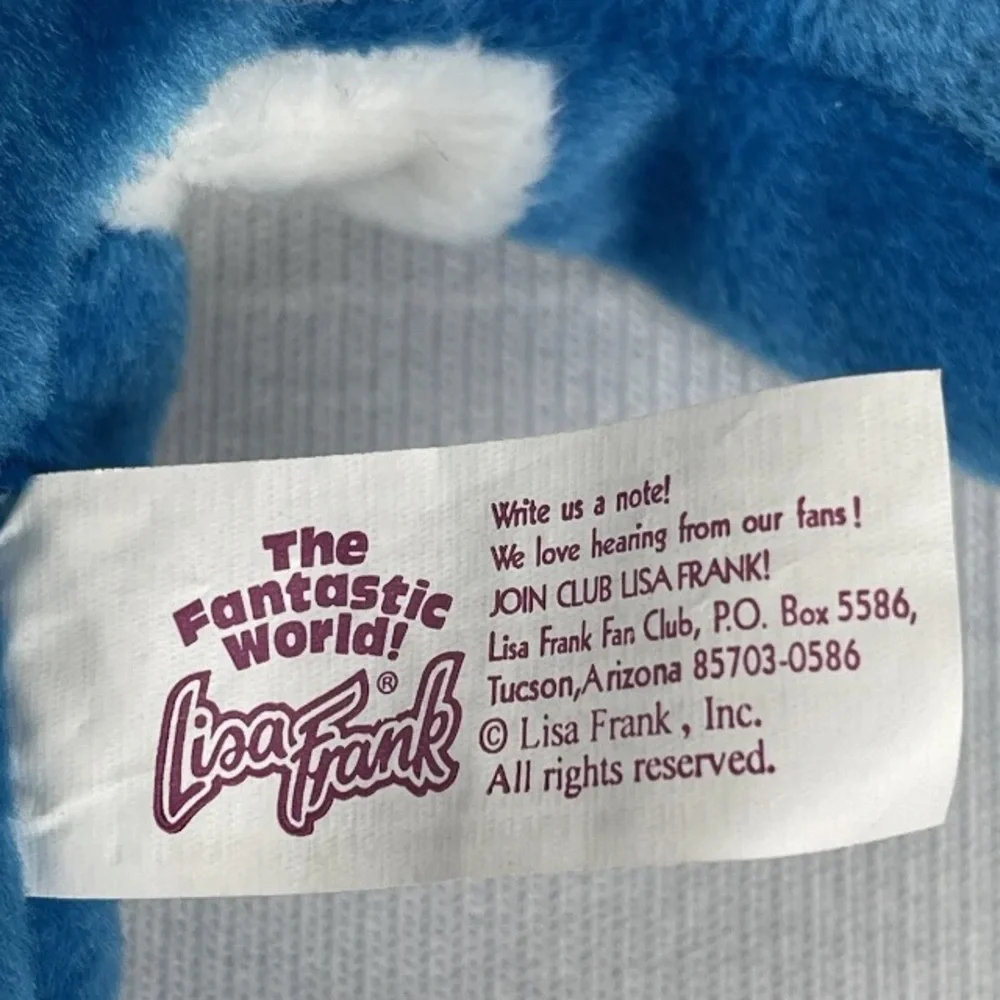 The
Fantastic
World!
Lisa Frank®
Write us a note!
We love hearing from our fans!
JOIN CLUB LISA FRANK!
Lisa Frank Fan Club, P.O. Box 5586,
Tucson,Arizona 85703-0586
© Lisa Frank , Inc.
All rights reserved.